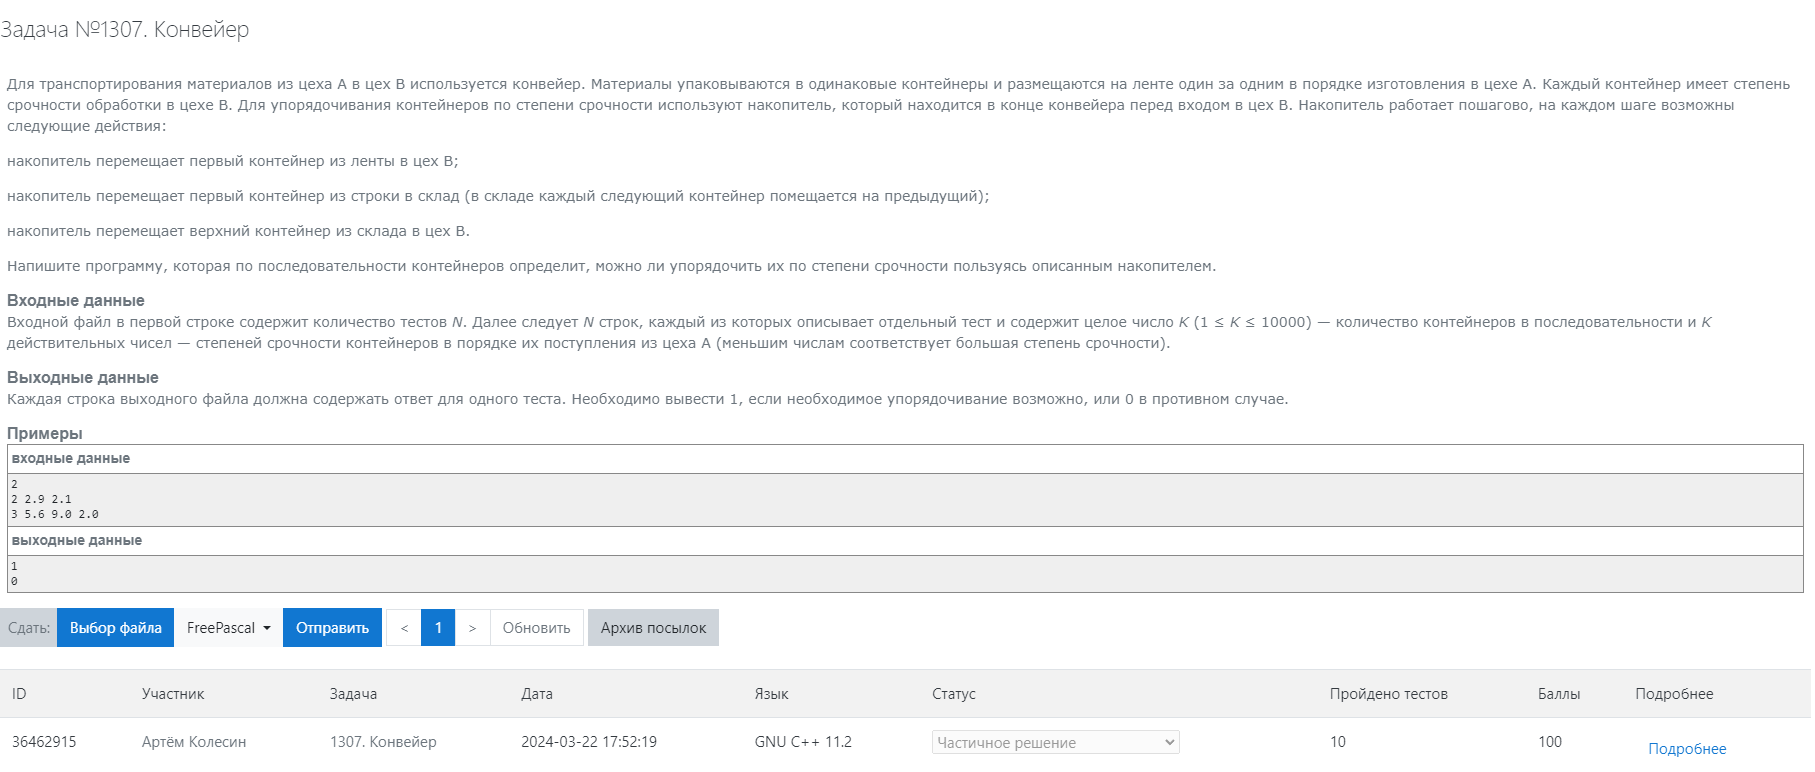 Задача №1307. Конвейер
Для транспортирования материалов из цеха А в цех В используется конвейер. Материалы упаковываются в одинаковые контейнеры и размещаются на ленте один за одним в порядке изготовления в цехе А. Каждый контейнер имеет степень
срочности обработки в цехе В. Для упорядочивания контейнеров по степени срочности используют накопитель, который находится в конце конвейера перед входом в цех В. Накопитель работает пошагово, на каждом шаге возможны
следующие действия:
накопитель перемещает первый контейнер из ленты в цех В;
накопитель перемещает первый контейнер из строки в склад (в складе каждый следующий контейнер помещается на предыдущий);
накопитель перемещает верхний контейнер из склада в цех В.
Напишите программу, которая по последовательности контейнеров определит, можно ли упорядочить их по степени срочности пользуясь описанным накопителем.
Входные данные
Входной файл в первой строке содержит количество тестов N. Далее следует N строк, каждый из которых описывает отдельный тест и содержит целое число K (1 ≤ K ≤ 10000) — количество контейнеров в последовательности и K
действительных чисел — степеней срочности контейнеров в порядке их поступления из цеха А (меньшим числам соответствует большая степень срочности).
Выходные данные
Каждая строка выходного файла должна содержать ответ для одного теста. Необходимо вывести 1, если необходимое упорядочивание возможно, или 0 в противном случае.
Примеры
входные данные
2
2 2.9 2.1
3 5.6 9.0 2.0
выходные данные
1
0
Сдать: Выбор файла FreePascal Отправить < 1 > Обновить Архив посылок
ID Участник Задача Дата Язык Статус Пройдено тестов Баллы Подробнее
36462915 Артём Колесин 1307. Конвейер 2024-03-22 17:52:19 GNU C++ 11.2 Частичное решение 10 100 Подробнее